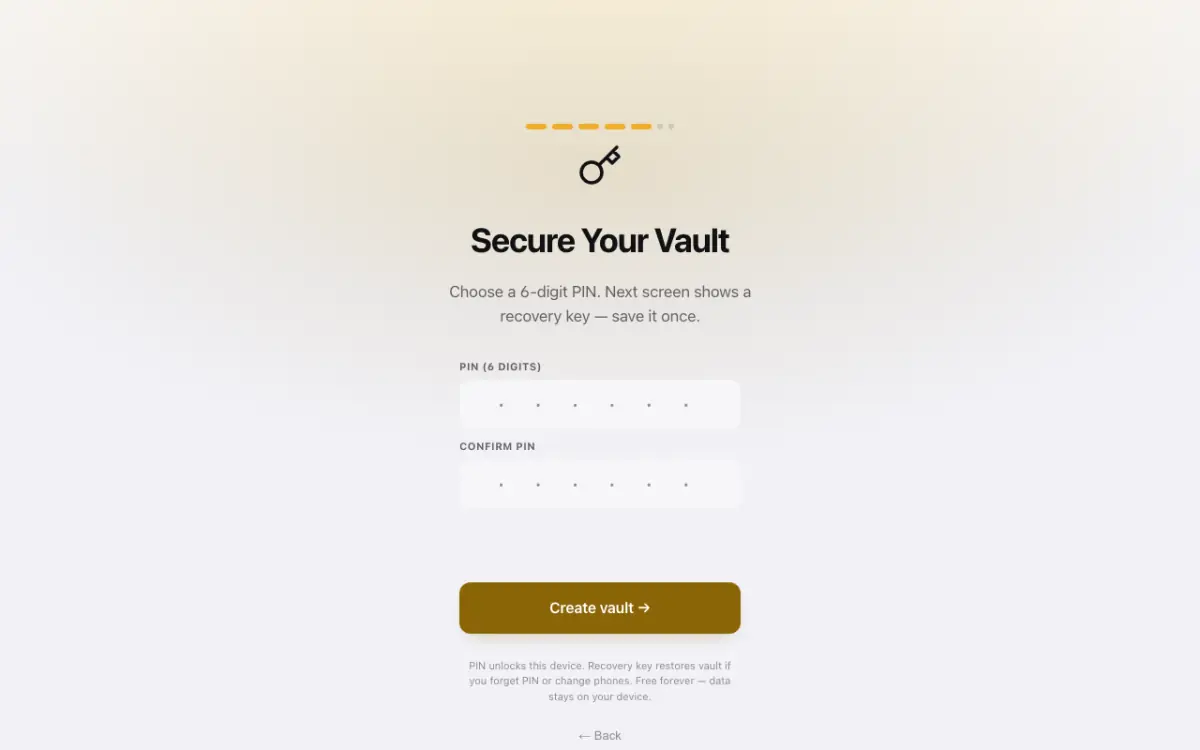 Secure Your Vault
Choose a 6-digit PIN. Next screen shows a
recovery key — save it once.
PIN (6 DIGITS)
CONFIRM PIN
Create vault →
PIN unlocks this device. Recovery key restores vault if
you forget PIN or change phones. Free forever — data
stays on your device.
← Back